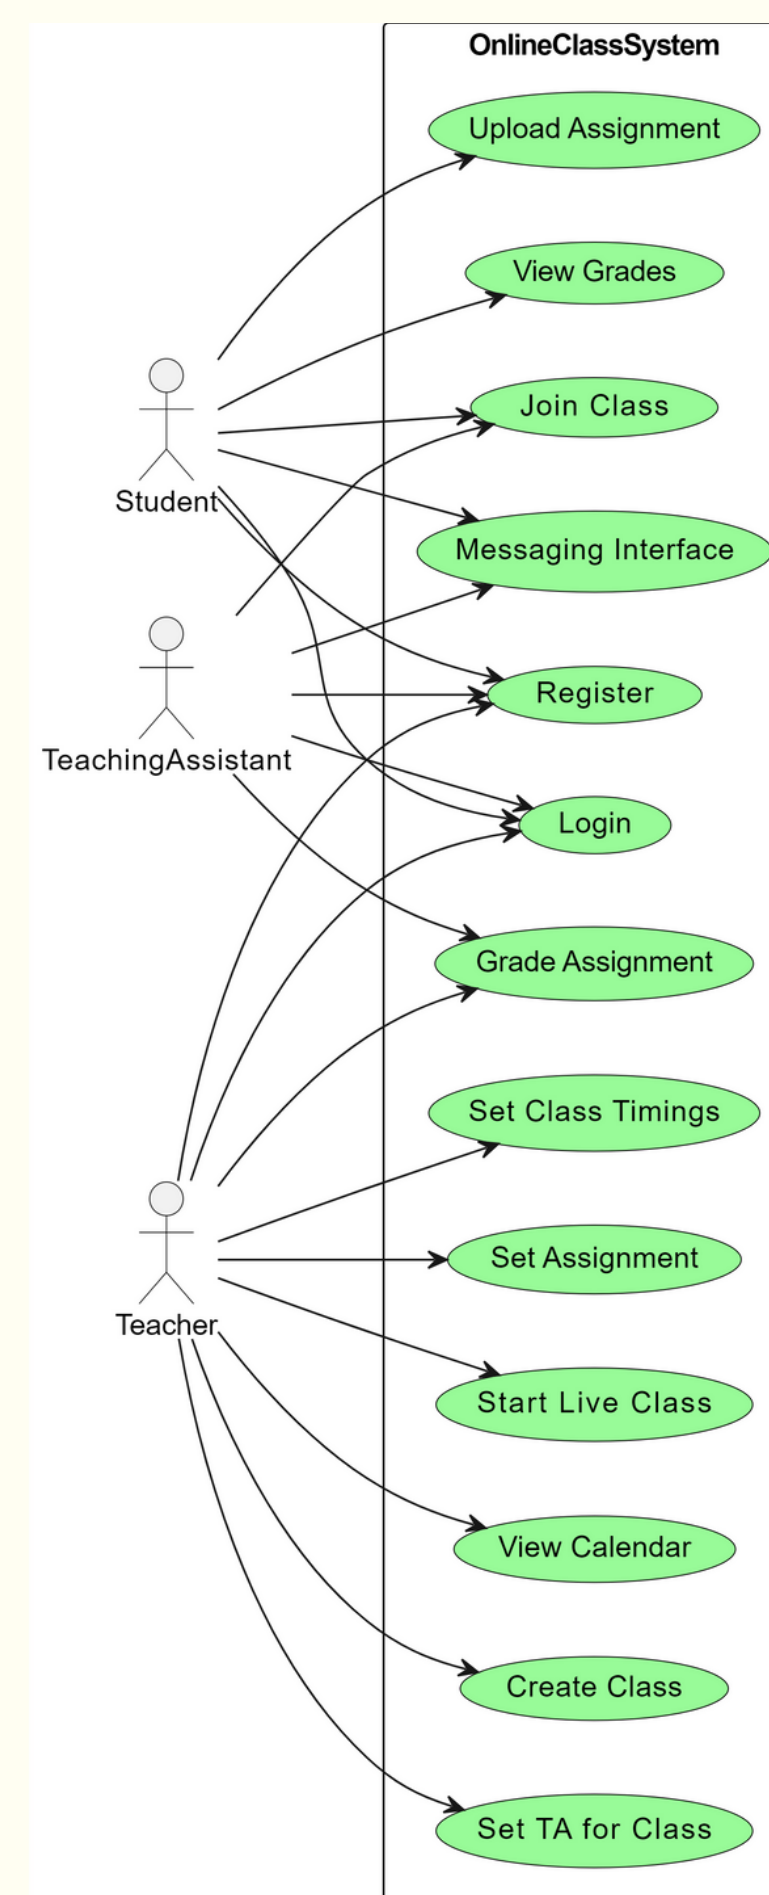 OnlineClassSystem
Upload Assignment
View Grades
Join Class
Student
Messaging Interface
Register
TeachingAssistant
Login
Grade Assignment
Set Class Timings
Set Assignment
Teacher
Start Live Class
View Calendar
Create Class
Set TA for Class